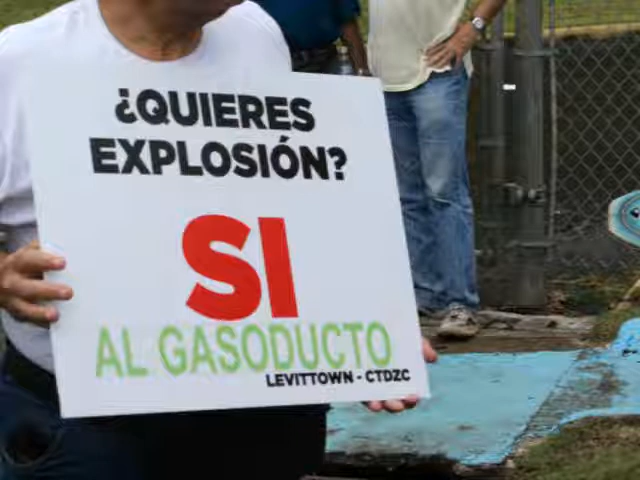 ¿QUIERES
EXPLOSIÓN?
SI
AL GASODUCTO
LEVITTOWN - CTDZC